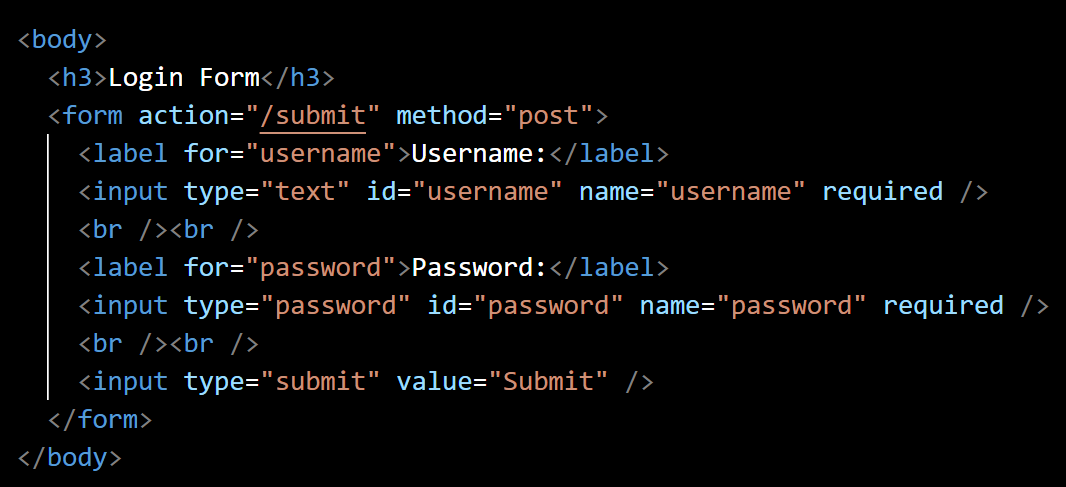 <body>
<h3>Login Form</h3>
<form action="/submit" method="post">
<label for="username">Username:</label>
<input type="text" id="username" name="username" required />
<br /><br />
<label for="password">Password:</label>
<input type="password" id="password" name="password" required />
<br /><br />
<input type="submit" value="Submit" />
</form>
</body>